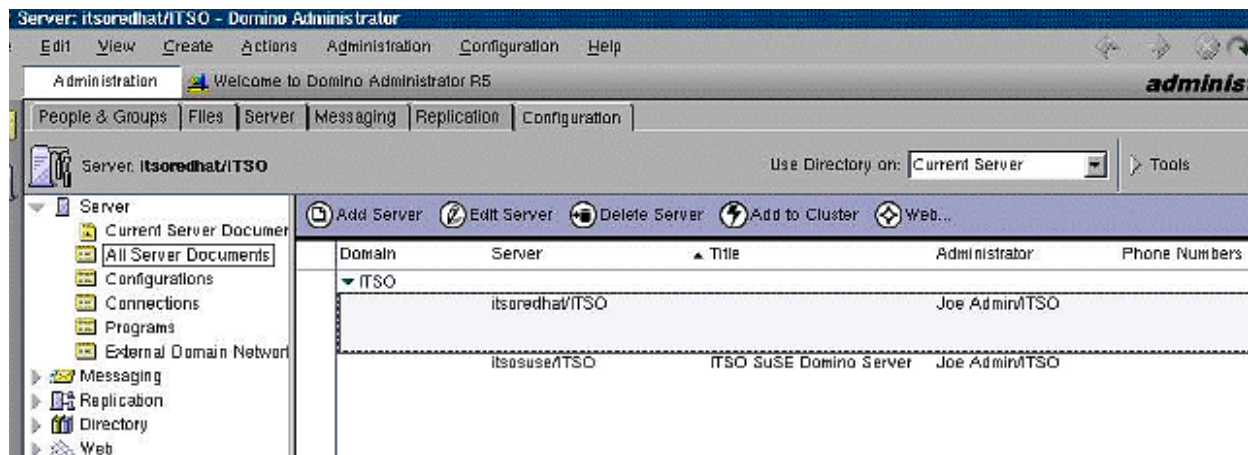 Server: itsoredhat/ITSO - Domino Administrator
Edit View Create Actions Administration Configuration Help
Administration Welcome to Domino Administrator R5 adminis
People & Groups Files Server Messaging Replication Configuration
Server: itsoredhat/ITSO Use Directory on: Current Server Tools
Server
Current Server Documen
All Server Documents
Configurations
Connections
Programs
External Domain Network
Messaging
Replication
Directory
Web
Add Server Edit Server Delete Server Add to Cluster Web...
Domain Server Title Administrator Phone Numbers
ITSO
itsoredhat/ITSO Joe Admin/ITSO
itsosuse/ITSO ITSO SuSE Domino Server Joe Admin/ITSO